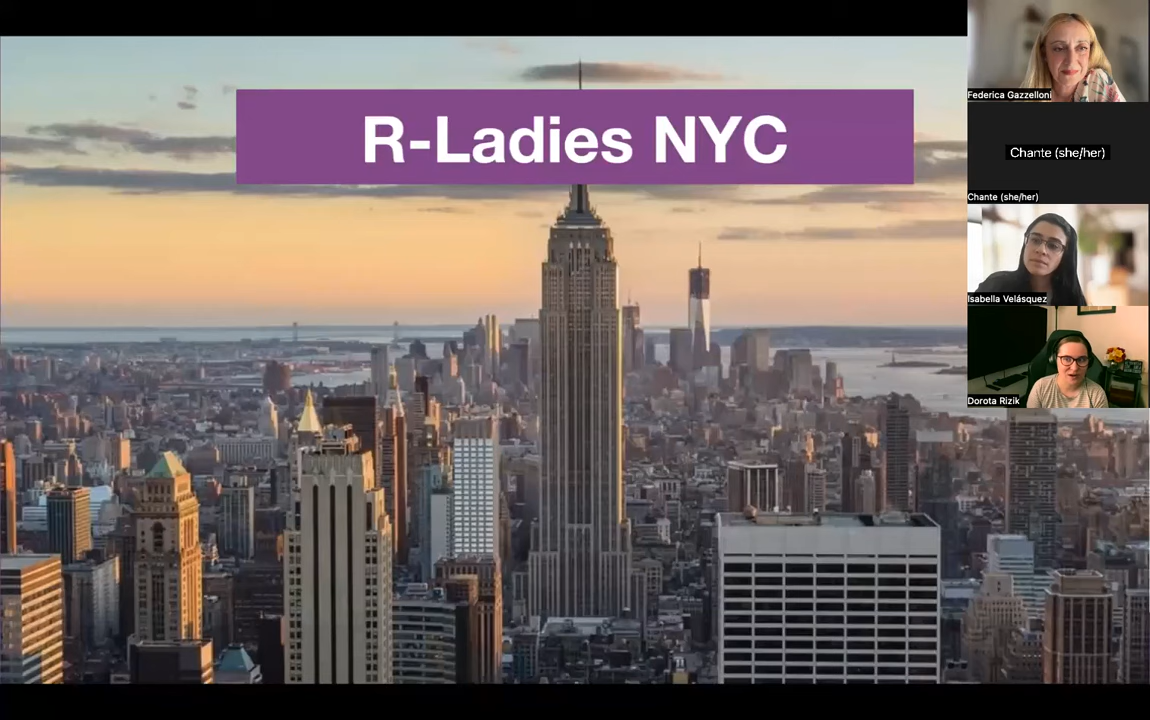 R-Ladies NYC
Federica Gazzelloni
Chante (she/her)
Chante (she/her)
Isabella Velásquez
Dorota Rizik